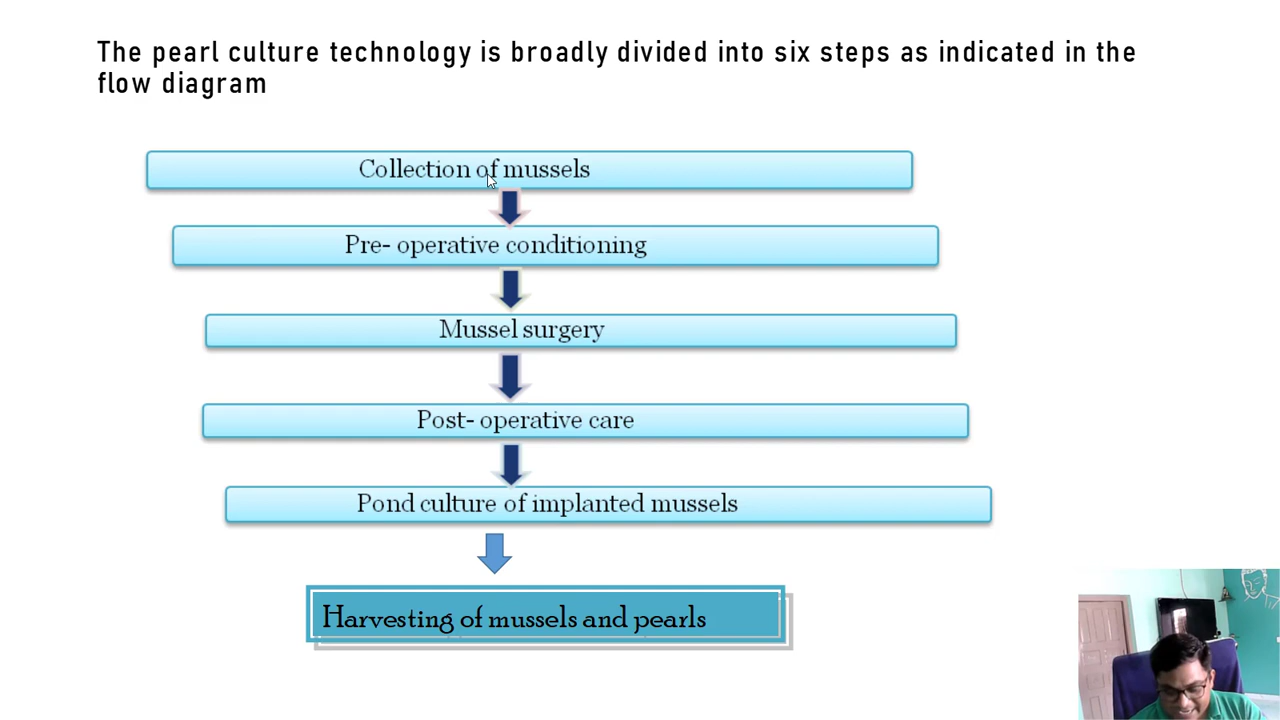 The pearl culture technology is broadly divided into six steps as indicated in the
flow diagram
Collection of mussels
Pre- operative conditioning
Mussel surgery
Post- operative care
Pond culture of implanted mussels
Harvesting of mussels and pearls